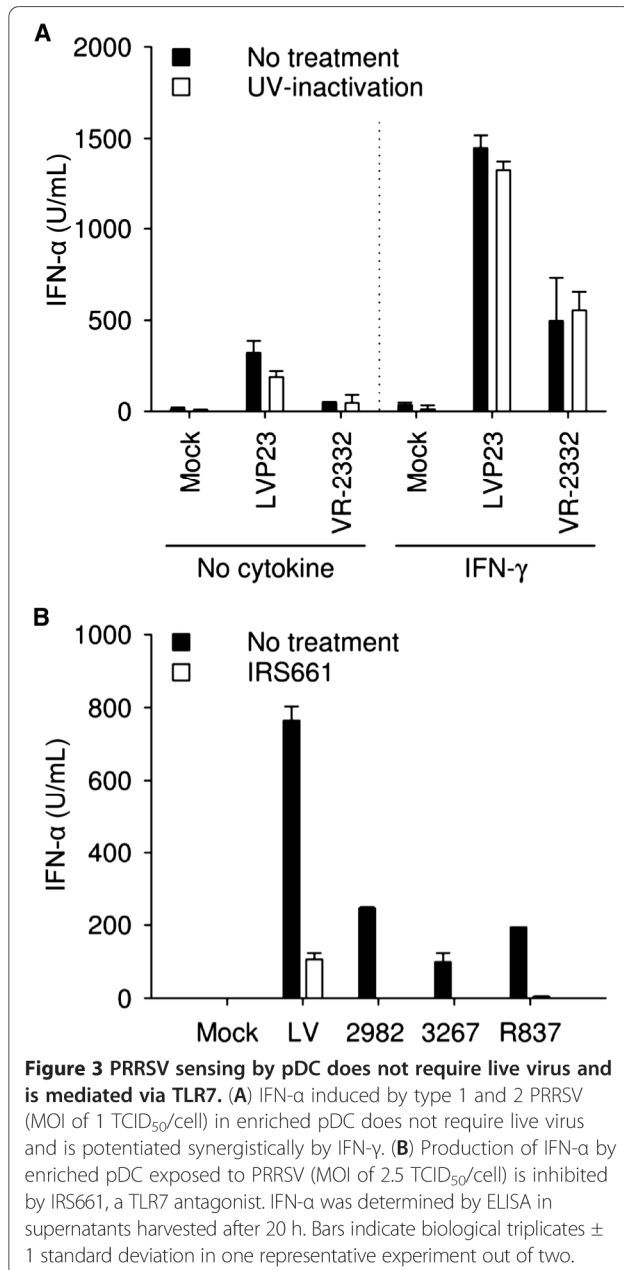 A
2000
No treatment
UV-inactivation
1500
IFN-α (U/mL)
1000
500
0
Mock
LVP23
VR-2332
Mock
LVP23
VR-2332
No cytokine
IFN-γ
B
1000
No treatment
IRS661
800
IFN-α (U/mL)
600
400
200
0
Mock LV 2982 3267 R837
Figure 3 PRRSV sensing by pDC does not require live virus and
is mediated via TLR7. (A) IFN-α induced by type 1 and 2 PRRSV
(MOI of 1 TCID₅₀/cell) in enriched pDC does not require live virus
and is potentiated synergistically by IFN-γ. (B) Production of IFN-α by
enriched pDC exposed to PRRSV (MOI of 2.5 TCID₅₀/cell) is inhibited
by IRS661, a TLR7 antagonist. IFN-α was determined by ELISA in
supernatants harvested after 20 h. Bars indicate biological triplicates ±
1 standard deviation in one representative experiment out of two.